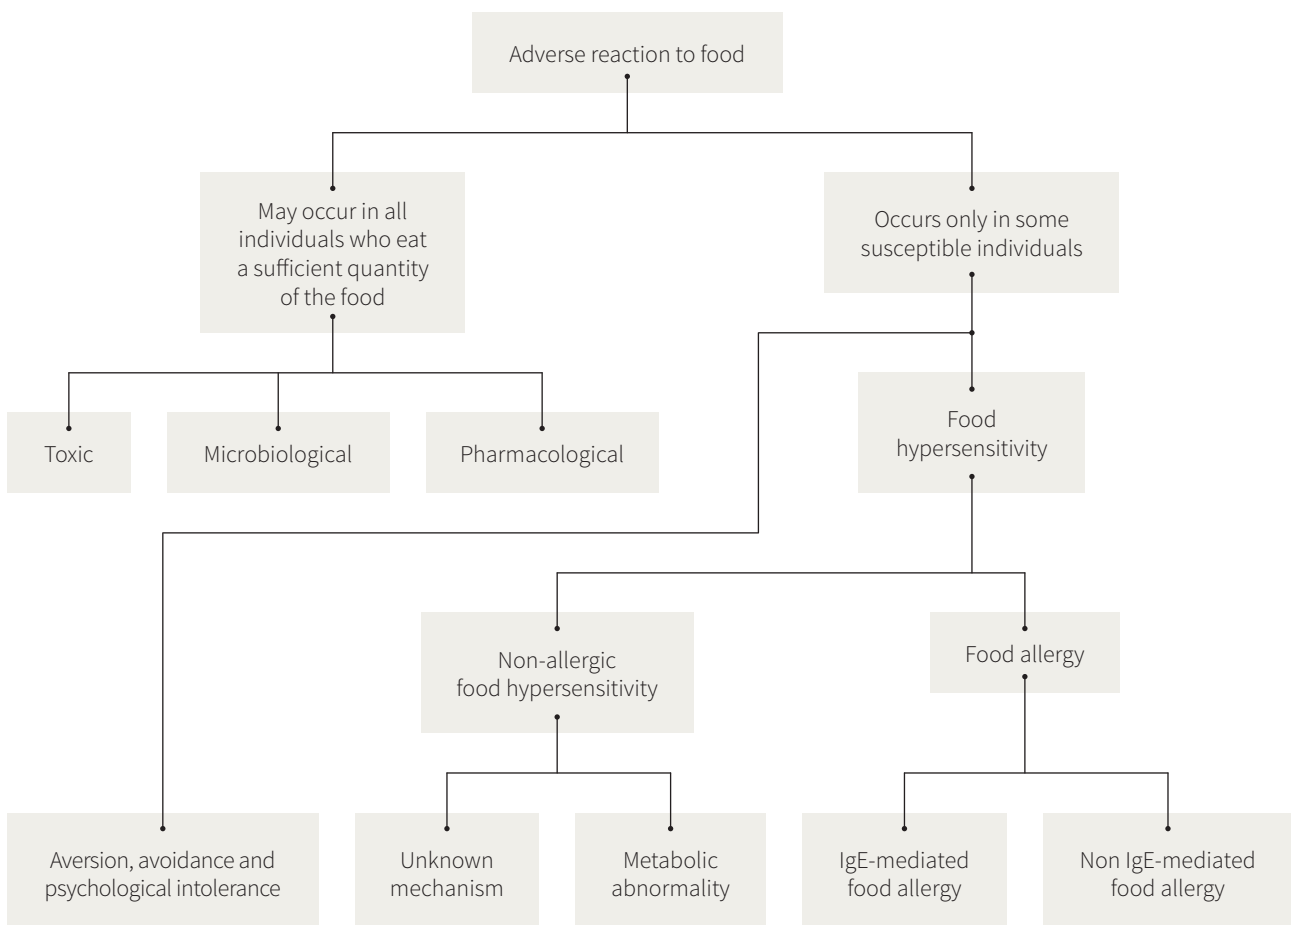 Adverse reaction to food
May occur in all
individuals who eat
a sufficient quantity
of the food
Occurs only in some
susceptible individuals
Toxic
Microbiological
Pharmacological
Food
hypersensitivity
Non-allergic
food hypersensitivity
Food allergy
Aversion, avoidance and
psychological intolerance
Unknown
mechanism
Metabolic
abnormality
IgE-mediated
food allergy
Non IgE-mediated
food allergy